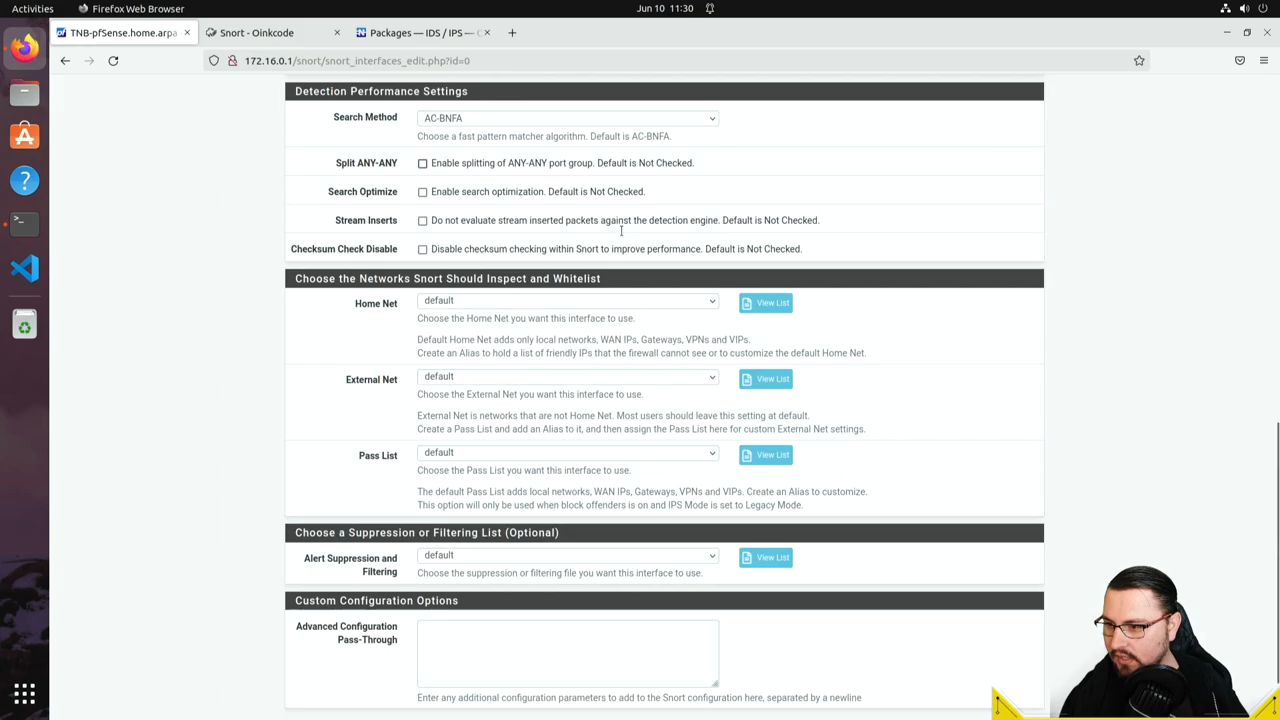 Activities
Firefox Web Browser
Jun 10 11:30
TNB-pfSense.home.arpa
Snort - Oinkcode
Packages — IDS / IPS —
172.16.0.1/snort/snort_interfaces_edit.php?id=0
Detection Performance Settings
Search Method
AC-BNFA
Choose a fast pattern matcher algorithm. Default is AC-BNFA.
Split ANY-ANY
Enable splitting of ANY-ANY port group. Default is Not Checked.
Search Optimize
Enable search optimization. Default is Not Checked.
Stream Inserts
Do not evaluate stream inserted packets against the detection engine. Default is Not Checked.
Checksum Check Disable
Disable checksum checking within Snort to improve performance. Default is Not Checked.
Choose the Networks Snort Should Inspect and Whitelist
Home Net
default
View List
Choose the Home Net you want this interface to use.
Default Home Net adds only local networks, WAN IPs, Gateways, VPNs and VIPs.
Create an Alias to hold a list of friendly IPs that the firewall cannot see or to customize the default Home Net.
External Net
default
View List
Choose the External Net you want this interface to use.
External Net is networks that are not Home Net. Most users should leave this setting at default.
Create a Pass List and add an Alias to it, and then assign the Pass List here for custom External Net settings.
Pass List
default
View List
Choose the Pass List you want this interface to use.
The default Pass List adds local networks, WAN IPs, Gateways, VPNs and VIPs. Create an Alias to customize.
This option will only be used when block offenders is on and IPS Mode is set to Legacy Mode.
Choose a Suppression or Filtering List (Optional)
Alert Suppression and
Filtering
default
View List
Choose the suppression or filtering file you want this interface to use.
Custom Configuration Options
Advanced Configuration
Pass-Through
Enter any additional configuration parameters to add to the Snort configuration here, separated by a newline